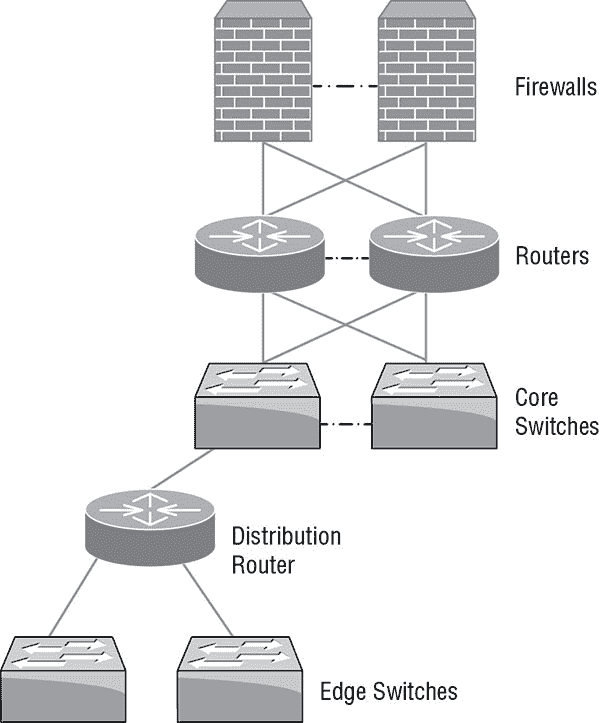 Firewalls
Routers
Core
Switches
Distribution
Router
Edge Switches